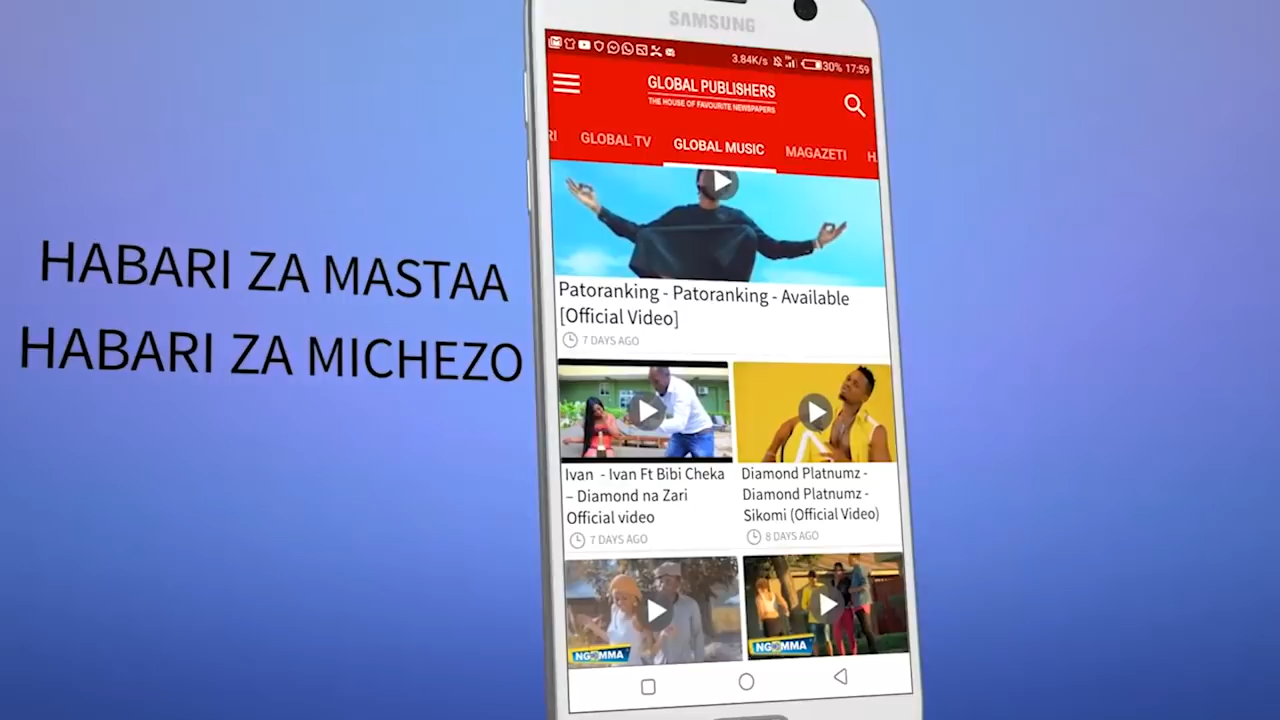 SAMSUNG
3.84K/s 30% 17:59
GLOBAL PUBLISHERS
THE HOUSE OF FAVOURITE NEWSPAPERS
RI GLOBAL TV GLOBAL MUSIC MAGAZETI H
HABARI ZA MASTAA
HABARI ZA MICHEZO
Patoranking - Patoranking - Available
[Official Video]
7 DAYS AGO
Ivan - Ivan Ft Bibi Cheka
– Diamond na Zari
Official video
7 DAYS AGO
Diamond Platnumz -
Diamond Platnumz -
Sikomi (Official Video)
8 DAYS AGO
NGOMMA
NGOMMA